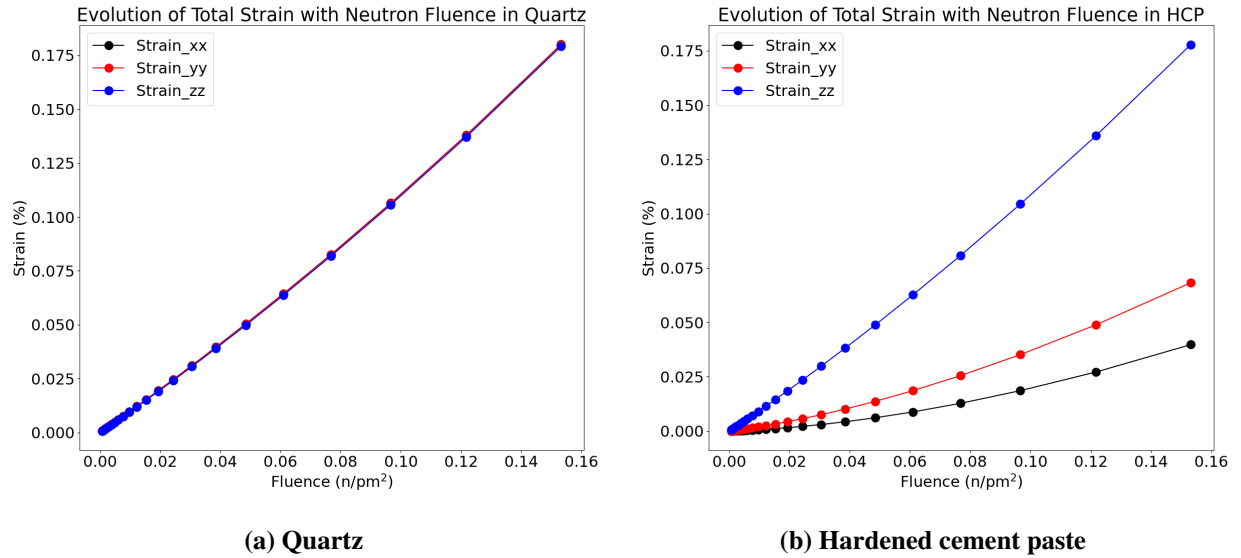 Evolution of Total Strain with Neutron Fluence in Quartz
Strain_xx
Strain_yy
Strain_zz
0.175
0.150
0.125
0.100
0.075
0.050
0.025
0.000
Strain (%)
0.00 0.02 0.04 0.06 0.08 0.10 0.12 0.14 0.16
Fluence (n/pm²)
(a) Quartz
Evolution of Total Strain with Neutron Fluence in HCP
Strain_xx
Strain_yy
Strain_zz
0.175
0.150
0.125
0.100
0.075
0.050
0.025
0.000
Strain (%)
0.00 0.02 0.04 0.06 0.08 0.10 0.12 0.14 0.16
Fluence (n/pm²)
(b) Hardened cement paste